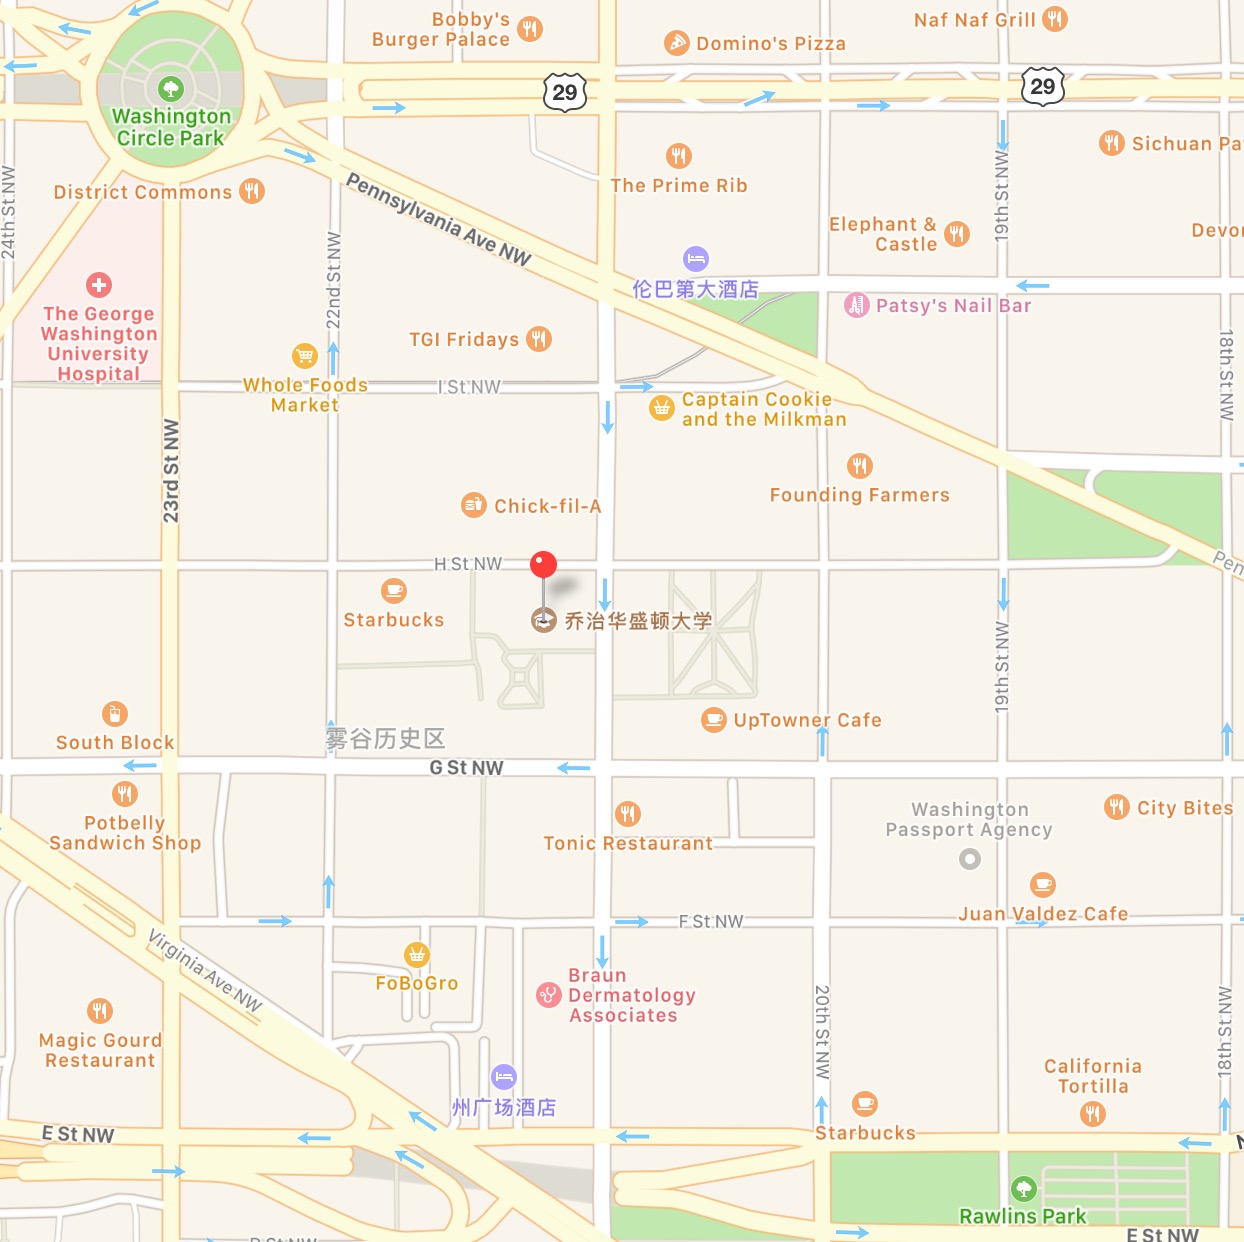 Bobby's
Burger Palace
Naf Naf Grill
Domino's Pizza
29
29
Washington
Circle Park
Sichuan Pa
District Commons
The Prime Rib
24th St NW
Pennsylvania Ave NW
19th St NW
Elephant &
Castle
Devo
22nd St NW
伦巴第大酒店
Patsy's Nail Bar
The George
Washington
University
Hospital
TGI Fridays
18th St NW
Whole Foods
Market
I St NW
Captain Cookie
and the Milkman
23rd St NW
Founding Farmers
Chick-fil-A
H St NW
Pen
Starbucks
乔治华盛顿大学
19th St NW
UpTowner Cafe
South Block
雾谷历史区
G St NW
Potbelly
Sandwich Shop
Tonic Restaurant
Washington
Passport Agency
City Bites
Juan Valdez Cafe
F St NW
Virginia Ave NW
FoBoGro
Braun
Dermatology
Associates
20th St NW
18th St NW
Magic Gourd
Restaurant
California
Tortilla
州广场酒店
Starbucks
E St NW
Rawlins Park
E St NW